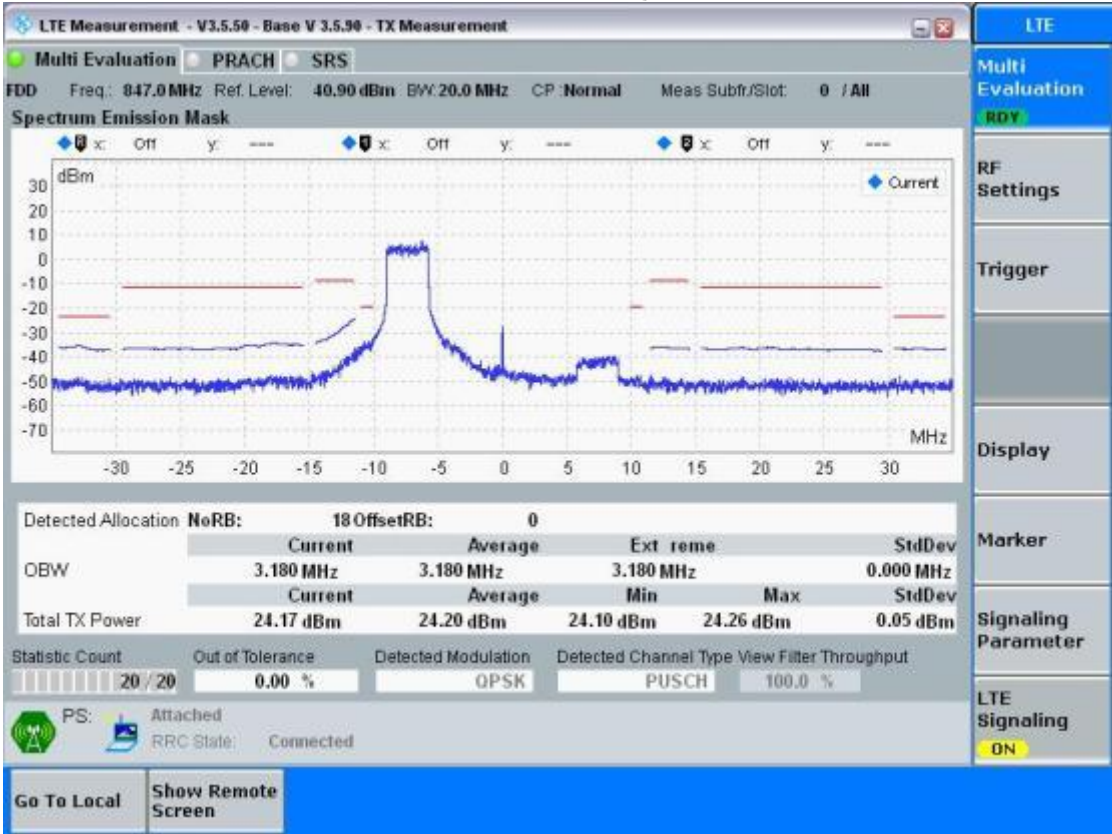 LTE Measurement - V3.5.50 - Base V 3.5.90 - TX Measurement
LTE
Multi Evaluation PRACH SRS
Multi Evaluation
RDY
FDD Freq.: 847.0 MHz Ref. Level: 40.90 dBm BW: 20.0 MHz CP :Normal Meas Subfr./Slot: 0 / All
Spectrum Emission Mask
x: Off y: --- x: Off y: --- x: Off y: ---
dBm
Current
30
20
10
0
-10
-20
-30
-40
-50
-60
-70
MHz
-30 -25 -20 -15 -10 -5 0 5 10 15 20 25 30
RF Settings
Trigger
Display
Marker
Signaling Parameter
LTE Signaling
ON
Detected Allocation NoRB: 18 OffsetRB: 0
Current Average Ext reme StdDev
OBW 3.180 MHz 3.180 MHz 3.180 MHz 0.000 MHz
Current Average Min Max StdDev
Total TX Power 24.17 dBm 24.20 dBm 24.10 dBm 24.26 dBm 0.05 dBm
Statistic Count Out of Tolerance Detected Modulation Detected Channel Type View Filter Throughput
20 / 20 0.00 % QPSK PUSCH 100.0 %
PS: Attached
RRC State: Connected
Go To Local Show Remote Screen